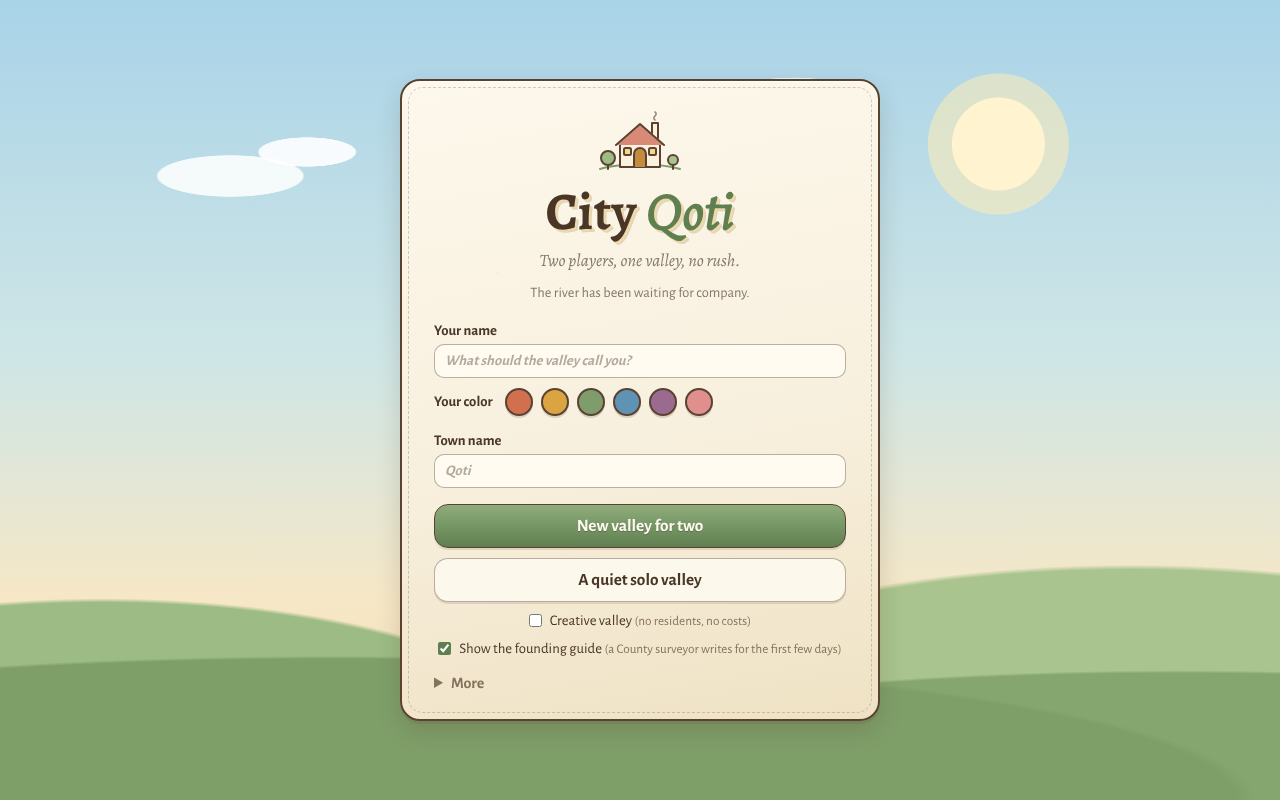 City Qoti
Two players, one valley, no rush.
The river has been waiting for company.
Your name
What should the valley call you?
Your color
Town name
Qoti
New valley for two
A quiet solo valley
Creative valley (no residents, no costs)
Show the founding guide (a County surveyor writes for the first few days)
More